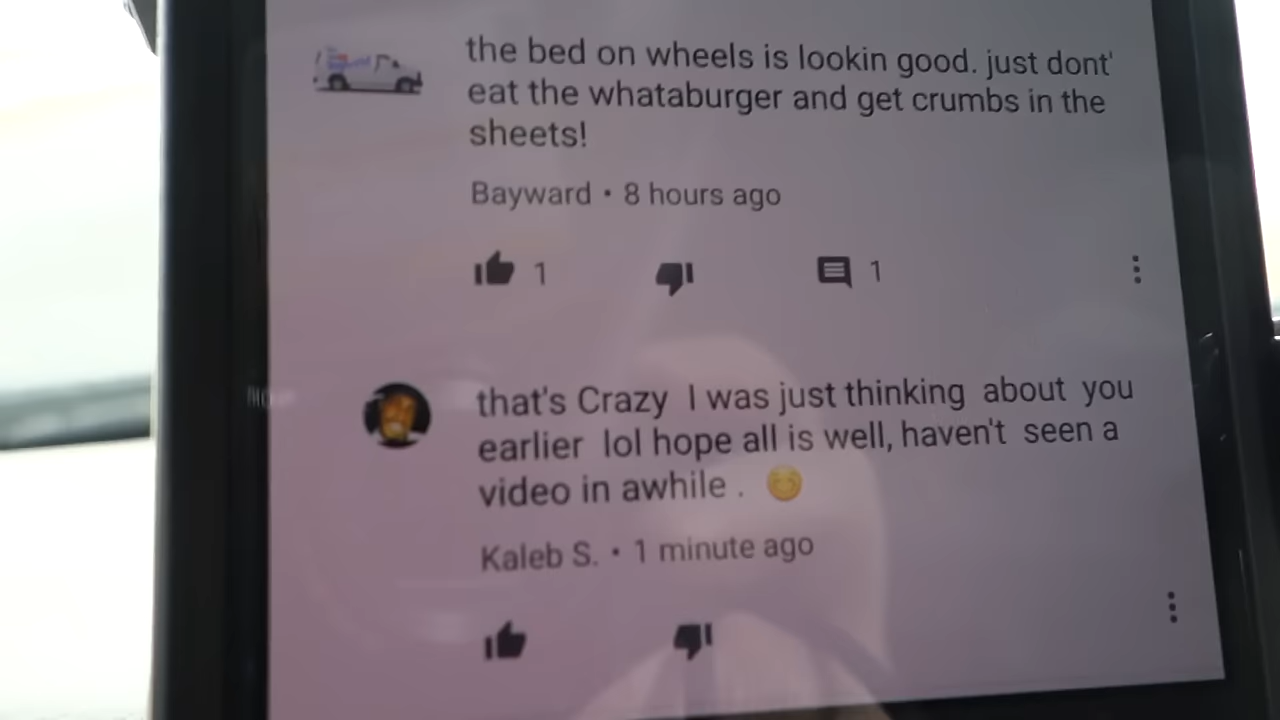 the bed on wheels is lookin good. just dont'
eat the whataburger and get crumbs in the
sheets!
Bayward • 8 hours ago
1
1
that's Crazy I was just thinking about you
earlier lol hope all is well, haven't seen a
video in awhile . 😊
Kaleb S. • 1 minute ago